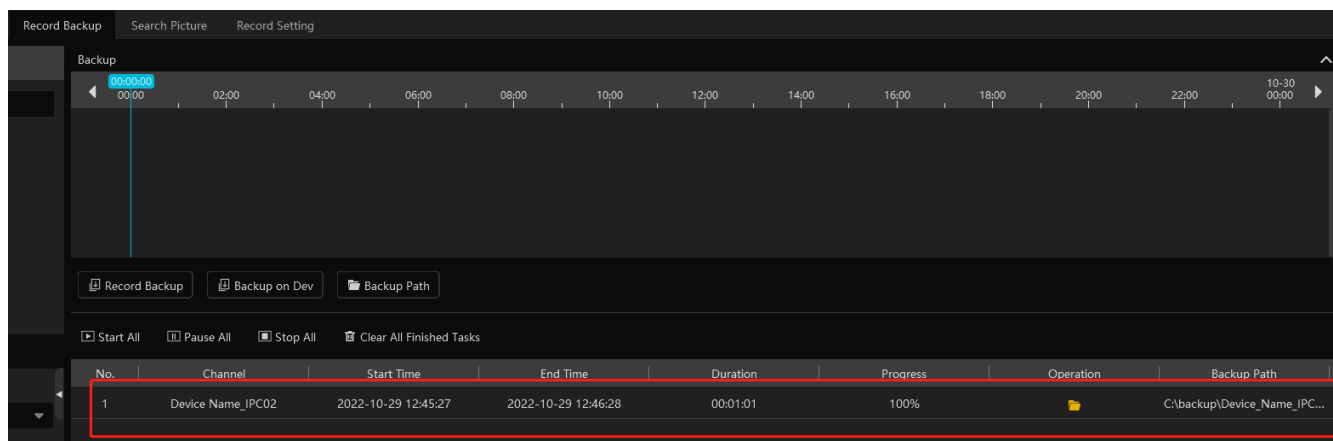 Record Backup Search Picture Record Setting
Backup
00:00:00
10-30
00:00 02:00 04:00 06:00 08:00 10:00 12:00 14:00 16:00 18:00 20:00 22:00 00:00
Record Backup Backup on Dev Backup Path
Start All Pause All Stop All Clear All Finished Tasks
No. Channel Start Time End Time Duration Progress Operation Backup Path
1 Device Name_IPC02 2022-10-29 12:45:27 2022-10-29 12:46:28 00:01:01 100% C:\backup\Device_Name_IPC...